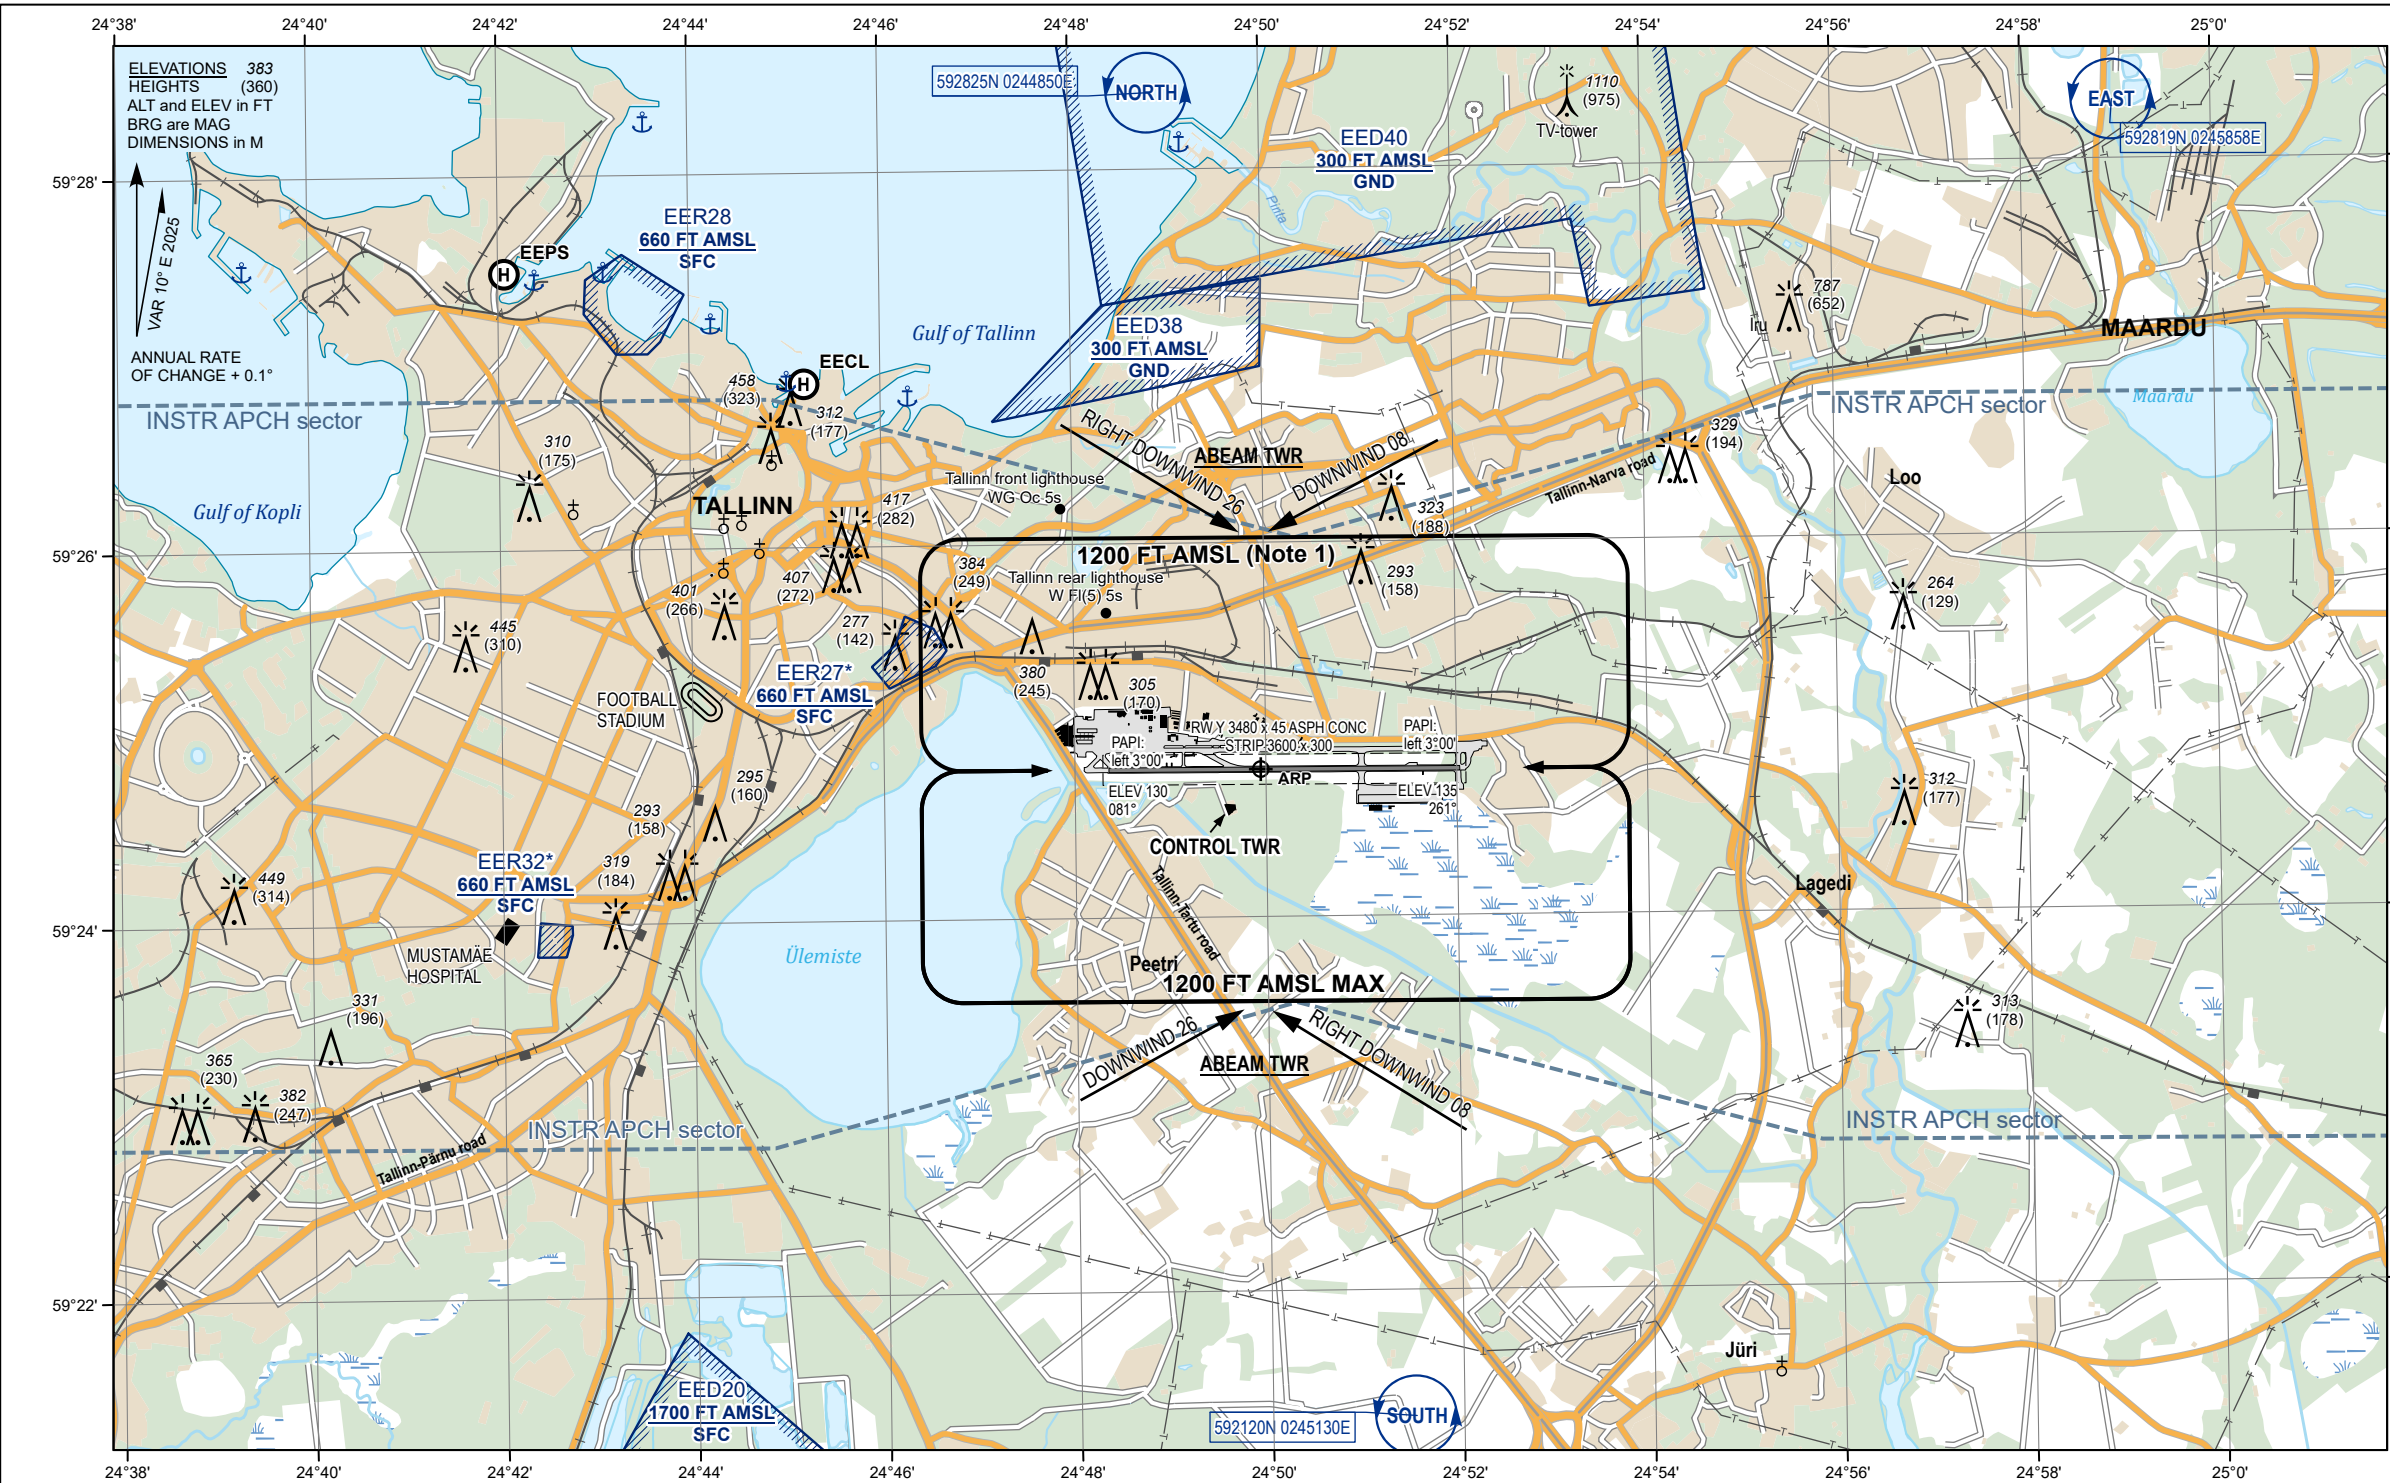 24°38'
24°40'
24°42'
24°44'
24°46'
24°48'
24°50'
24°52'
24°54'
24°56'
24°58'
25°0'
ELEVATIONS 383
HEIGHTS (360)
ALT and ELEV in FT
BRG are MAG
DIMENSIONS in M
VAR 10° E 2025
ANNUAL RATE
OF CHANGE + 0.1°
59°28'
59°26'
59°24'
59°22'
592825N 0244850E
NORTH
EAST
592819N 0245858E
1110
(975)
TV-tower
EED40
300 FT AMSL
GND
Pirita
EER28
660 FT AMSL
SFC
EEPS
H
Gulf of Tallinn
EED38
300 FT AMSL
GND
787
(652)
Iru
MAARDU
Maardu
EECL
H
458
(323)
312
(177)
INSTR APCH sector
INSTR APCH sector
310
(175)
Gulf of Kopli
TALLINN
RIGHT DOWNWIND 26
ABEAM TWR
DOWNWIND 08
Tallinn front lighthouse
WG Oc 5s
417
(282)
329
(194)
Tallinn-Narva road
Loo
323
(188)
1200 FT AMSL (Note 1)
384
(249)
Tallinn rear lighthouse
W Fl(5) 5s
293
(158)
264
(129)
407
(272)
401
(266)
277
(142)
445
(310)
EER27*
660 FT AMSL
SFC
FOOTBALL
STADIUM
380
(245)
305
(170)
RWY 3480 x 45 ASPH CONC
STRIP 3600 x 300
PAPI:
left 3°00'
PAPI:
left 3°00'
ARP
ELEV 130
081°
ELEV 135
261°
CONTROL TWR
312
(177)
295
(160)
293
(158)
319
(184)
EER32*
660 FT AMSL
SFC
449
(314)
MUSTAMÄE
HOSPITAL
Lagedi
Tallinn-Tartu road
Ülemiste
Peetri
1200 FT AMSL MAX
331
(196)
313
(178)
DOWNWIND 26
ABEAM TWR
RIGHT DOWNWIND 08
365
(230)
382
(247)
INSTR APCH sector
INSTR APCH sector
Tallinn-Pärnu road
Jüri
EED20
1700 FT AMSL
SFC
592120N 0245130E
SOUTH
24°38'
24°40'
24°42'
24°44'
24°46'
24°48'
24°50'
24°52'
24°54'
24°56'
24°58'
25°0'